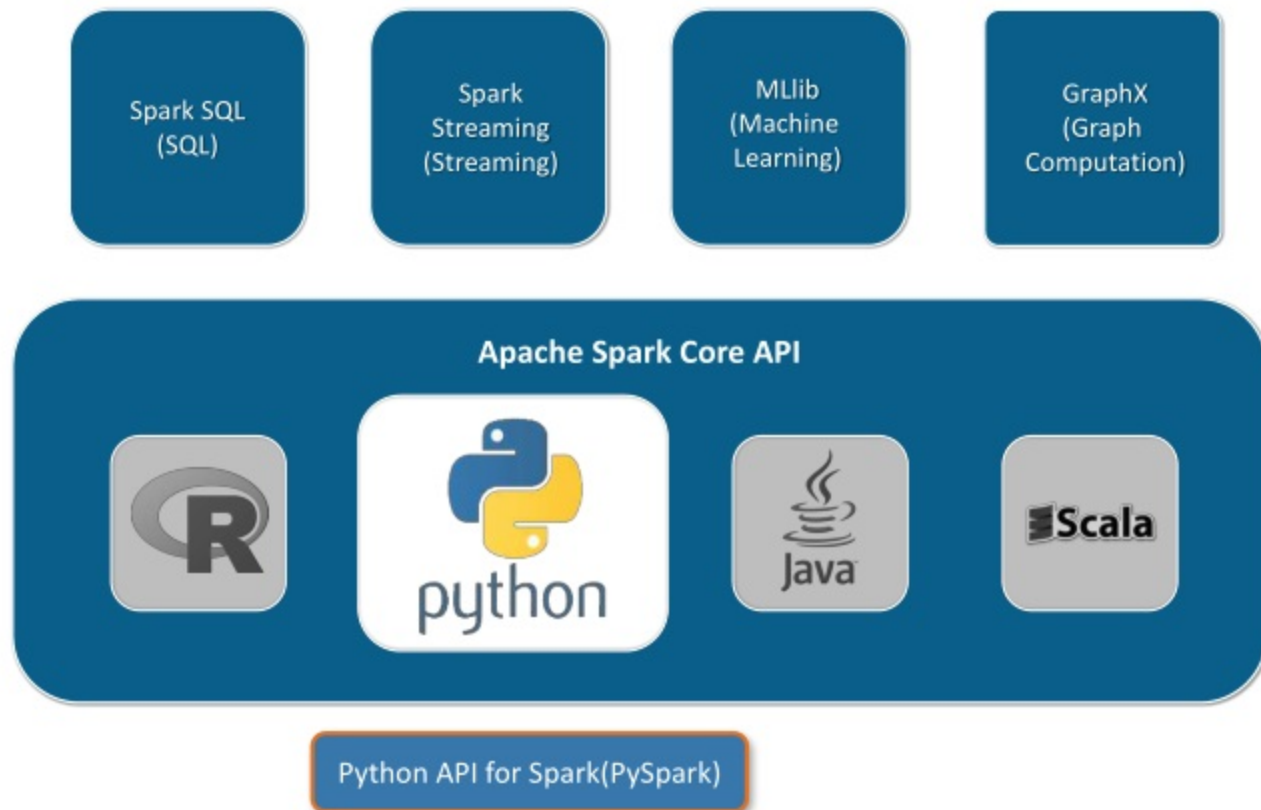 Spark SQL
(SQL)
Spark
Streaming
(Streaming)
MLlib
(Machine
Learning)
GraphX
(Graph
Computation)
Apache Spark Core API
R
python
Java
Scala
Python API for Spark(PySpark)